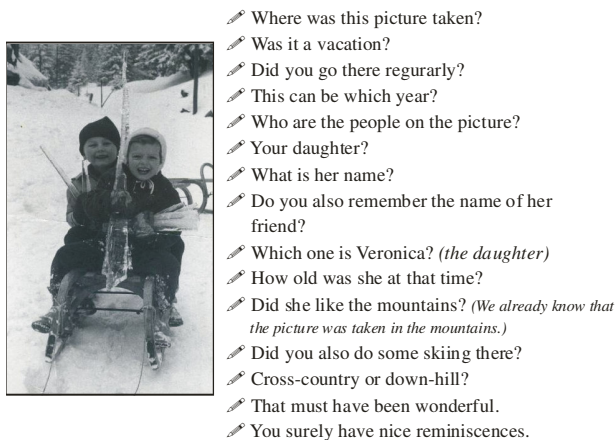 Where was this picture taken?
Was it a vacation?
Did you go there regurarly?
This can be which year?
Who are the people on the picture?
Your daughter?
What is her name?
Do you also remember the name of her
friend?
Which one is Veronica? (the daughter)
How old was she at that time?
Did she like the mountains? (We already know that
the picture was taken in the mountains.)
Did you also do some skiing there?
Cross-country or down-hill?
That must have been wonderful.
You surely have nice reminiscences.